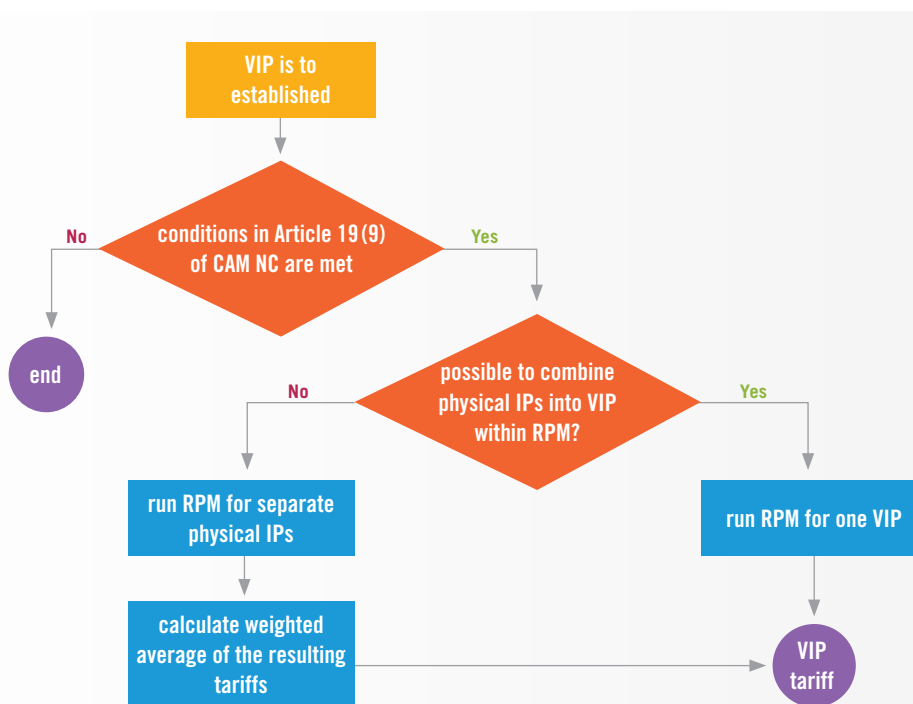 VIP is to
established
conditions in Article 19(9)
of CAM NC are met
No
Yes
end
possible to combine
physical IPs into VIP
within RPM?
No
Yes
run RPM for separate
physical IPs
run RPM for one VIP
calculate weighted
average of the resulting
tariffs
VIP
tariff